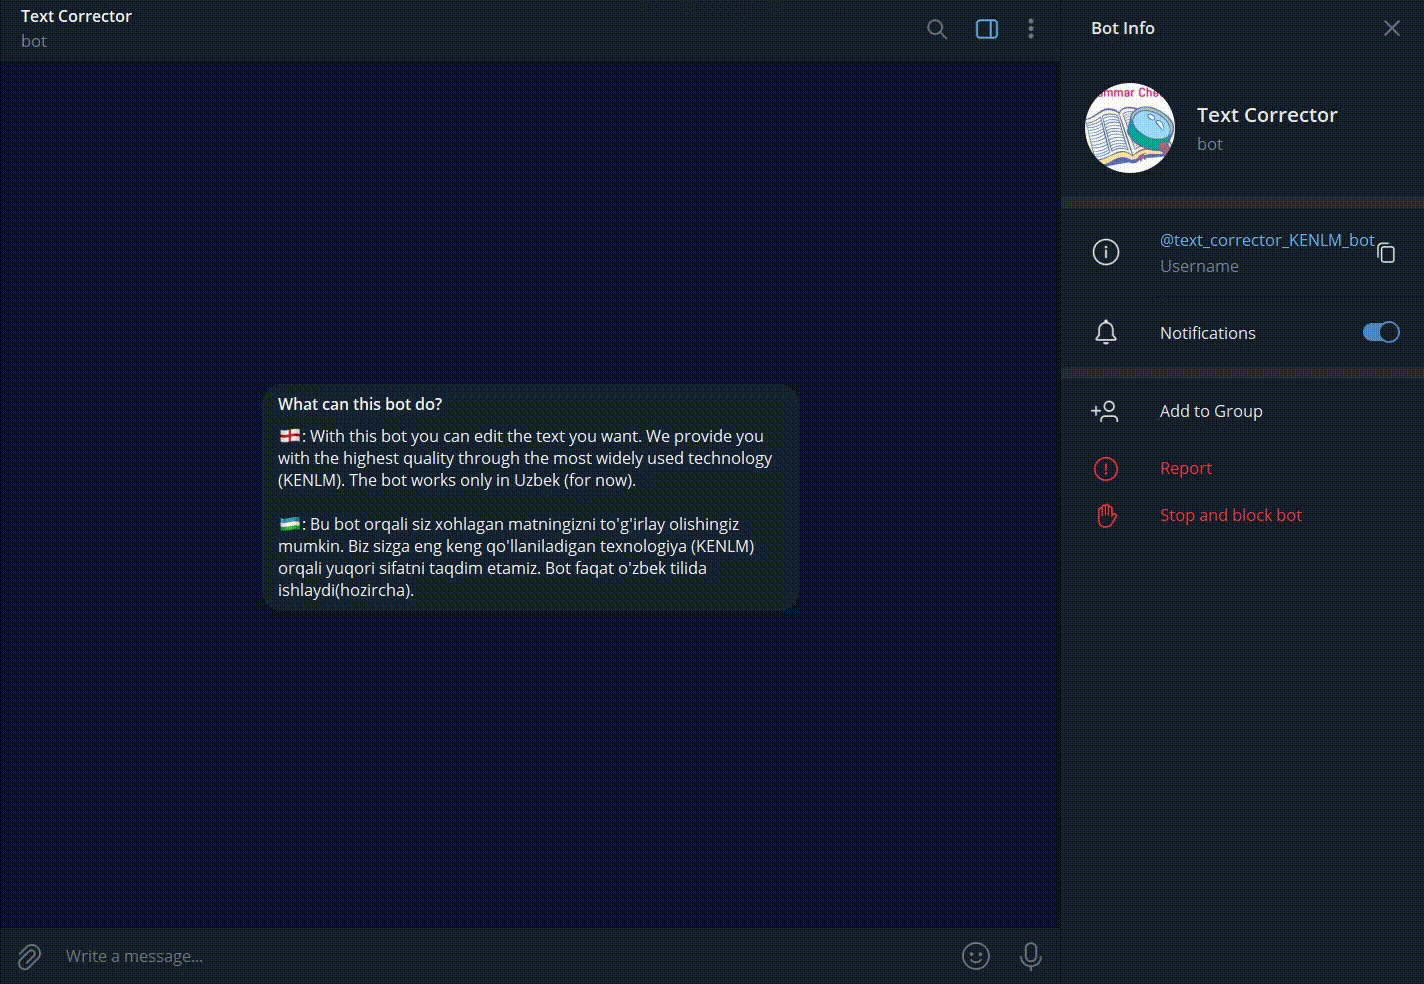 Text Corrector
bot
What can this bot do?
🏴󠁧󠁢󠁥󠁮󠁧󠁿: With this bot you can edit the text you want. We provide you
with the highest quality through the most widely used technology
(KENLM). The bot works only in Uzbek (for now).
🇺🇿: Bu bot orqali siz xohlagan matningizni to'g'irlay olishingiz
mumkin. Biz sizga eng keng qo'llaniladigan texnologiya (KENLM)
orqali yuqori sifatni taqdim etamiz. Bot faqat o'zbek tilida
ishlaydi(hozircha).
Write a message...
Bot Info
mmar Che
Text Corrector
bot
@text_corrector_KENLM_bot
Username
Notifications
Add to Group
Report
Stop and block bot